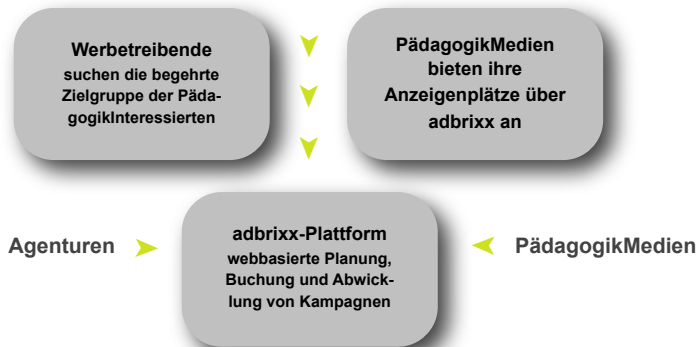 Werbetreibende
suchen die begehrte
Zielgruppe der Päda-
gogikInteressierten
PädagogikMedien
bieten ihre
Anzeigenplätze über
adbrixx an
Agenturen
adbrixx-Plattform
webbasierte Planung,
Buchung und Abwick-
lung von Kampagnen
PädagogikMedien